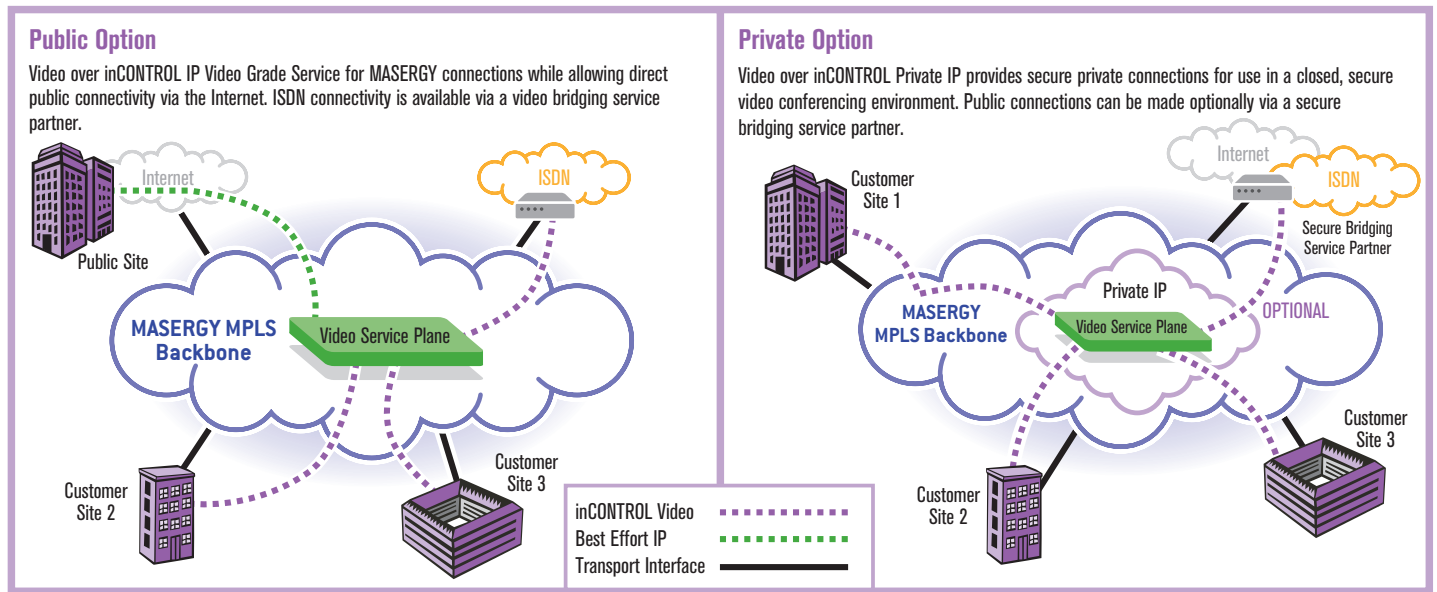 Public Option
Video over inCONTROL IP Video Grade Service for MASERGY connections while allowing direct
public connectivity via the Internet. ISDN connectivity is available via a video bridging service
partner.
Internet
ISDN
Public Site
MASERGY MPLS
Backbone
Video Service Plane
Customer
Site 2
Customer
Site 3
Private Option
Video over inCONTROL Private IP provides secure private connections for use in a closed, secure
video conferencing environment. Public connections can be made optionally via a secure
bridging service partner.
Internet
ISDN
Customer
Site 1
Secure Bridging
Service Partner
Private IP
OPTIONAL
MASERGY
MPLS Backbone
Video Service Plane
Customer
Site 3
Customer
Site 2
inCONTROL Video
Best Effort IP
Transport Interface